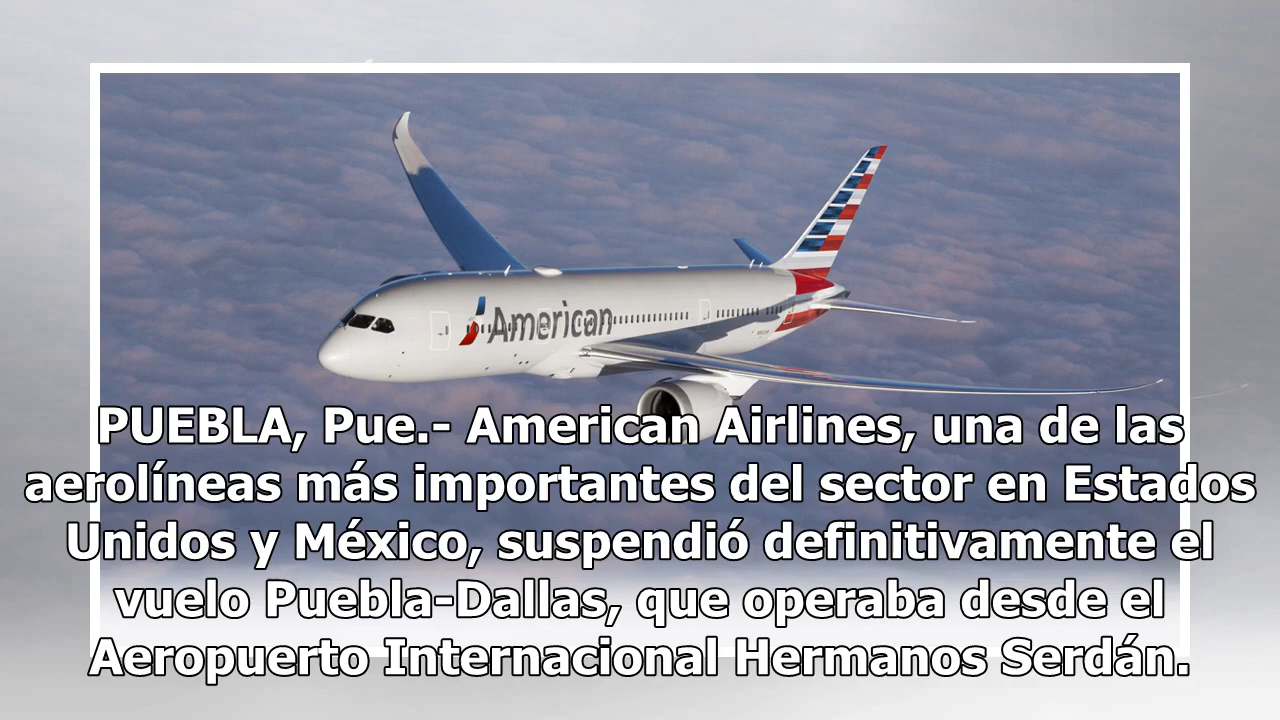 American
PUEBLA, Pue.- American Airlines, una de las
aerolíneas más importantes del sector en Estados
Unidos y México, suspendió definitivamente el
vuelo Puebla-Dallas, que operaba desde el
Aeropuerto Internacional Hermanos Serdán.